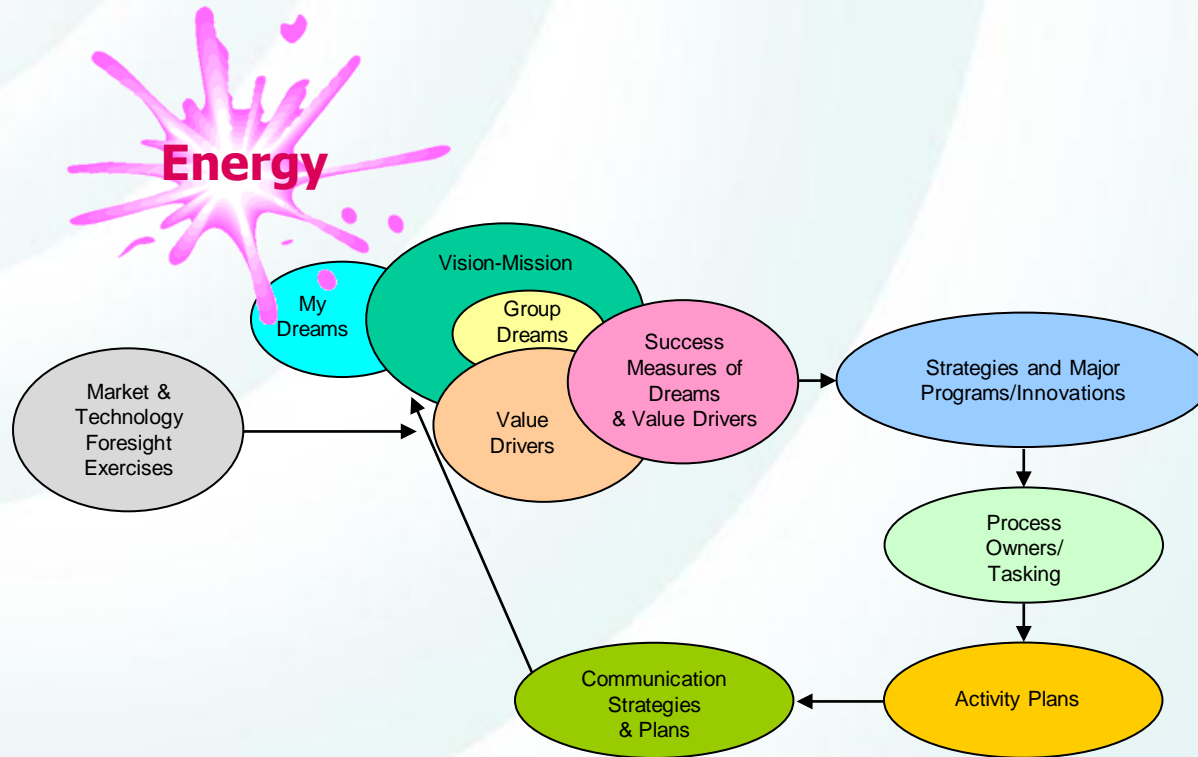 Energy
Vision-Mission
My
Dreams
Group
Dreams
Success
Measures of
Dreams
& Value Drivers
Strategies and Major
Programs/Innovations
Market &
Technology
Foresight
Exercises
Value
Drivers
Process
Owners/
Tasking
Communication
Strategies
& Plans
Activity Plans